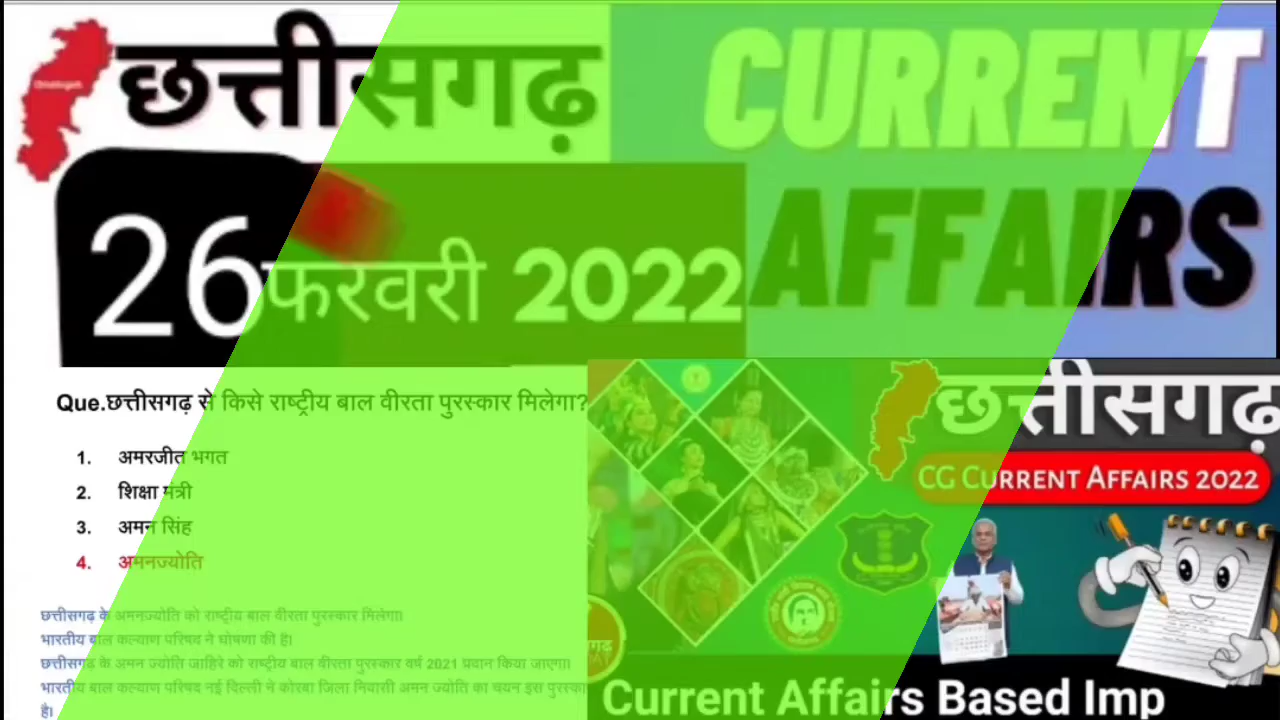 छत्तीसगढ़
CURRENT
AFFAIRS
26 फरवरी 2022
Que.छत्तीसगढ़ से किसे राष्ट्रीय बाल वीरता पुरस्कार मिलेगा?
1. अमरजीत भगत
2. शिक्षा मंत्री
3. अमन सिंह
4. अमनज्योति
छत्तीसगढ़ के अमनज्योति को राष्ट्रीय बाल वीरता पुरस्कार मिलेगा।
भारतीय बाल कल्याण परिषद ने घोषणा की है।
छत्तीसगढ़ के अमन ज्योति जाहिरे को राष्ट्रीय बाल वीरता पुरस्कार वर्ष 2021 प्रदान किया जाएगा।
भारतीय बाल कल्याण परिषद नई दिल्ली ने कोरबा जिला निवासी अमन ज्योति का चयन इस पुरस्का
है।
छत्तीसगढ़
CG CURRENT AFFAIRS 2022
Current Affairs Based Imp